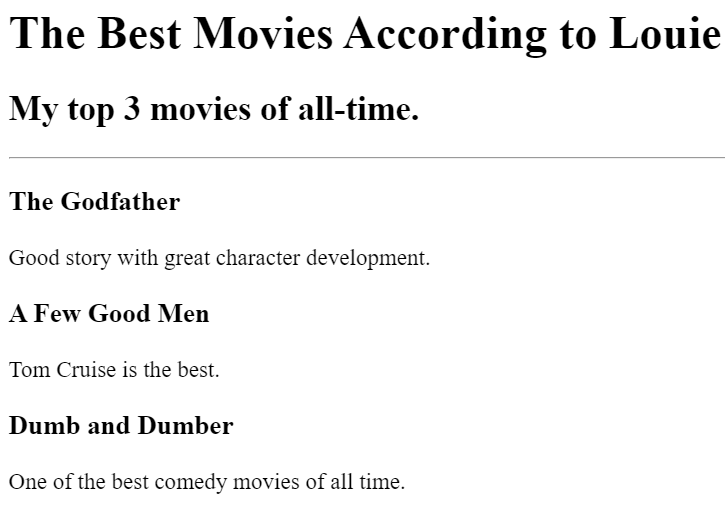 The Best Movies According to Louie
My top 3 movies of all-time.
The Godfather
Good story with great character development.
A Few Good Men
Tom Cruise is the best.
Dumb and Dumber
One of the best comedy movies of all time.